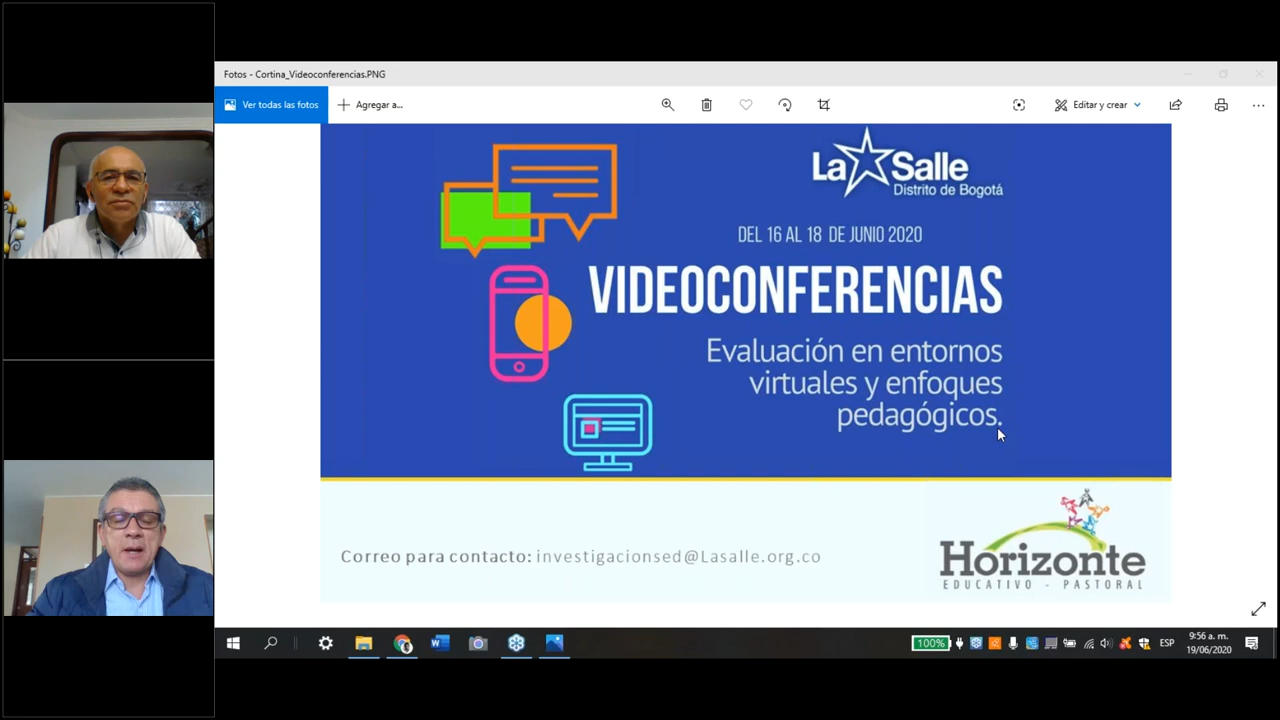 Fotos - Cortina_Videoconferencias.PNG
Ver todas las fotos
Agregar a...
Editar y crear
La Salle
Distrito de Bogotá
DEL 16 AL 18 DE JUNIO 2020
VIDEOCONFERENCIAS
Evaluación en entornos
virtuales y enfoques
pedagógicos.
Correo para contacto: investigacionsed@Lasalle.org.co
Horizonte
EDUCATIVO - PASTORAL
100%
ESP
9:56 a. m.
19/06/2020